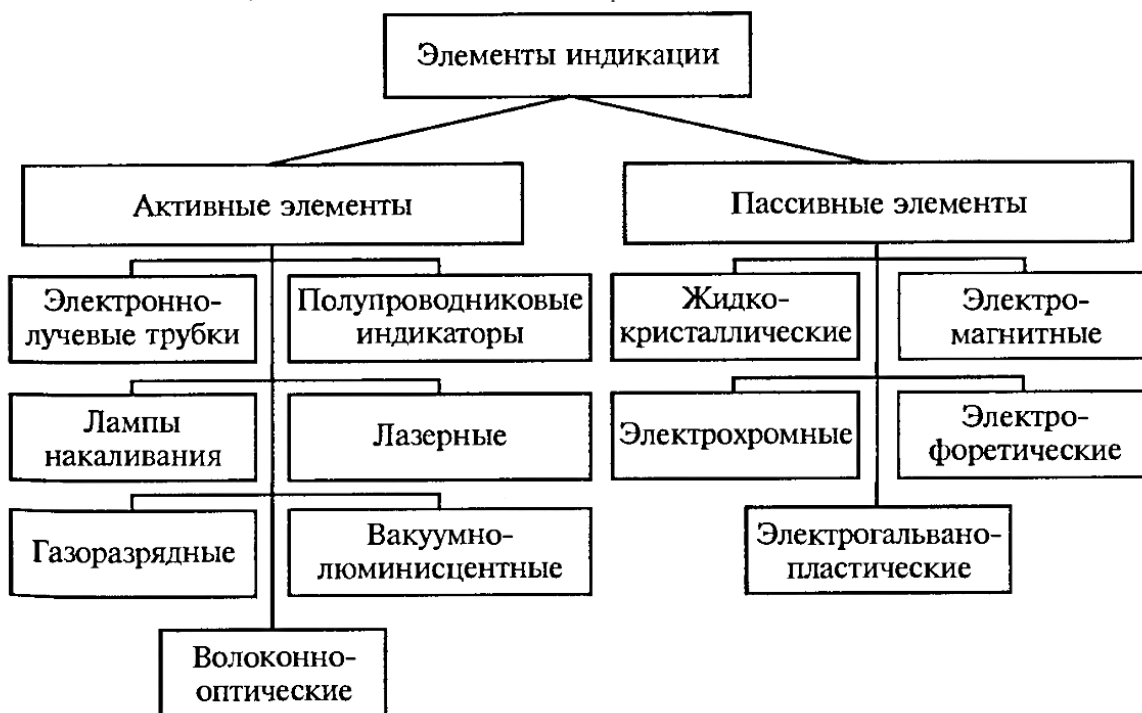 Элементы индикации
Активные элементы
Пассивные элементы
Электронно-
лучевые трубки
Полупроводниковые
индикаторы
Жидко-
кристаллические
Электро-
магнитные
Лампы
накаливания
Лазерные
Электрохромные
Электро-
форетические
Газоразрядные
Вакуумно-
люминисцентные
Электрогальвано-
пластические
Волоконно-
оптические